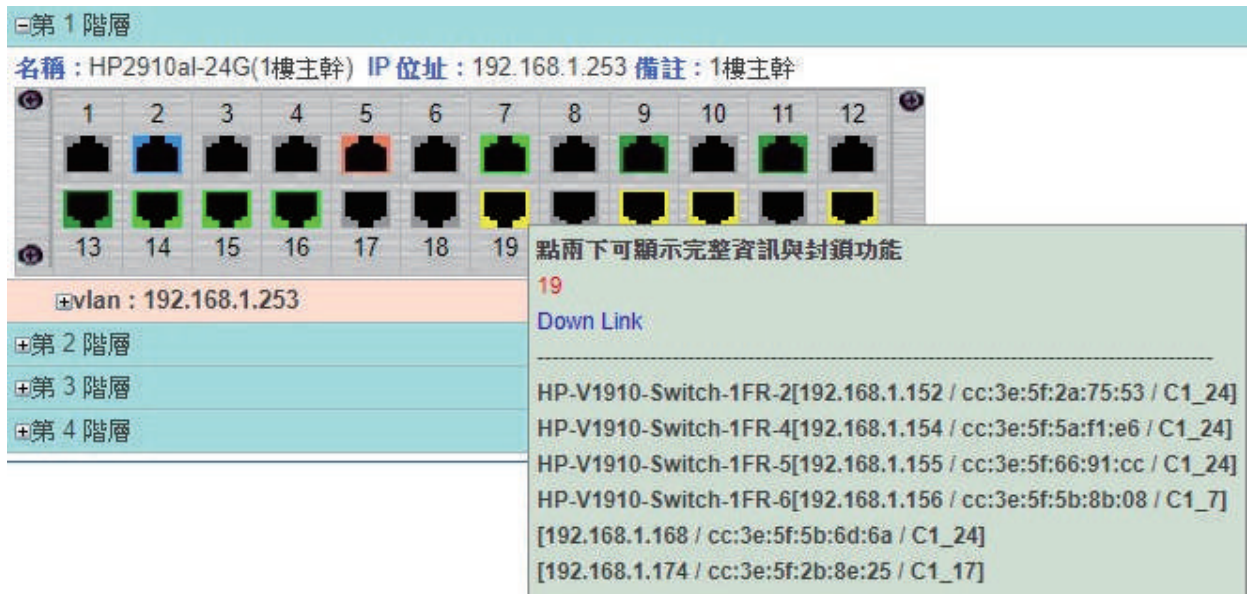 第 1 階層
名稱：HP2910al-24G(1樓主幹) IP 位址：192.168.1.253 備註：1樓主幹
1 2 3 4 5 6 7 8 9 10 11 12
13 14 15 16 17 18 19
vlan : 192.168.1.253
第 2 階層
第 3 階層
第 4 階層
點兩下可顯示完整資訊與封鎖功能
19
Down Link
HP-V1910-Switch-1FR-2[192.168.1.152 / cc:3e:5f:2a:75:53 / C1_24]
HP-V1910-Switch-1FR-4[192.168.1.154 / cc:3e:5f:5a:f1:e6 / C1_24]
HP-V1910-Switch-1FR-5[192.168.1.155 / cc:3e:5f:66:91:cc / C1_24]
HP-V1910-Switch-1FR-6[192.168.1.156 / cc:3e:5f:5b:8b:08 / C1_7]
[192.168.1.168 / cc:3e:5f:5b:6d:6a / C1_24]
[192.168.1.174 / cc:3e:5f:2b:8e:25 / C1_17]